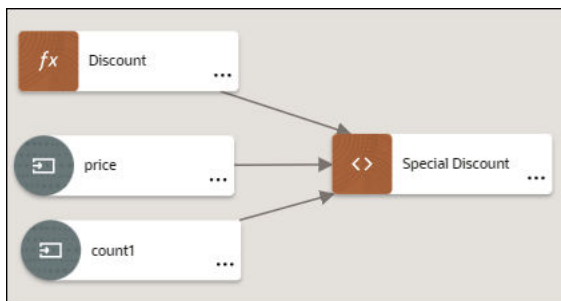 fx Discount
...
price
...
<> Special Discount
...
count1
...